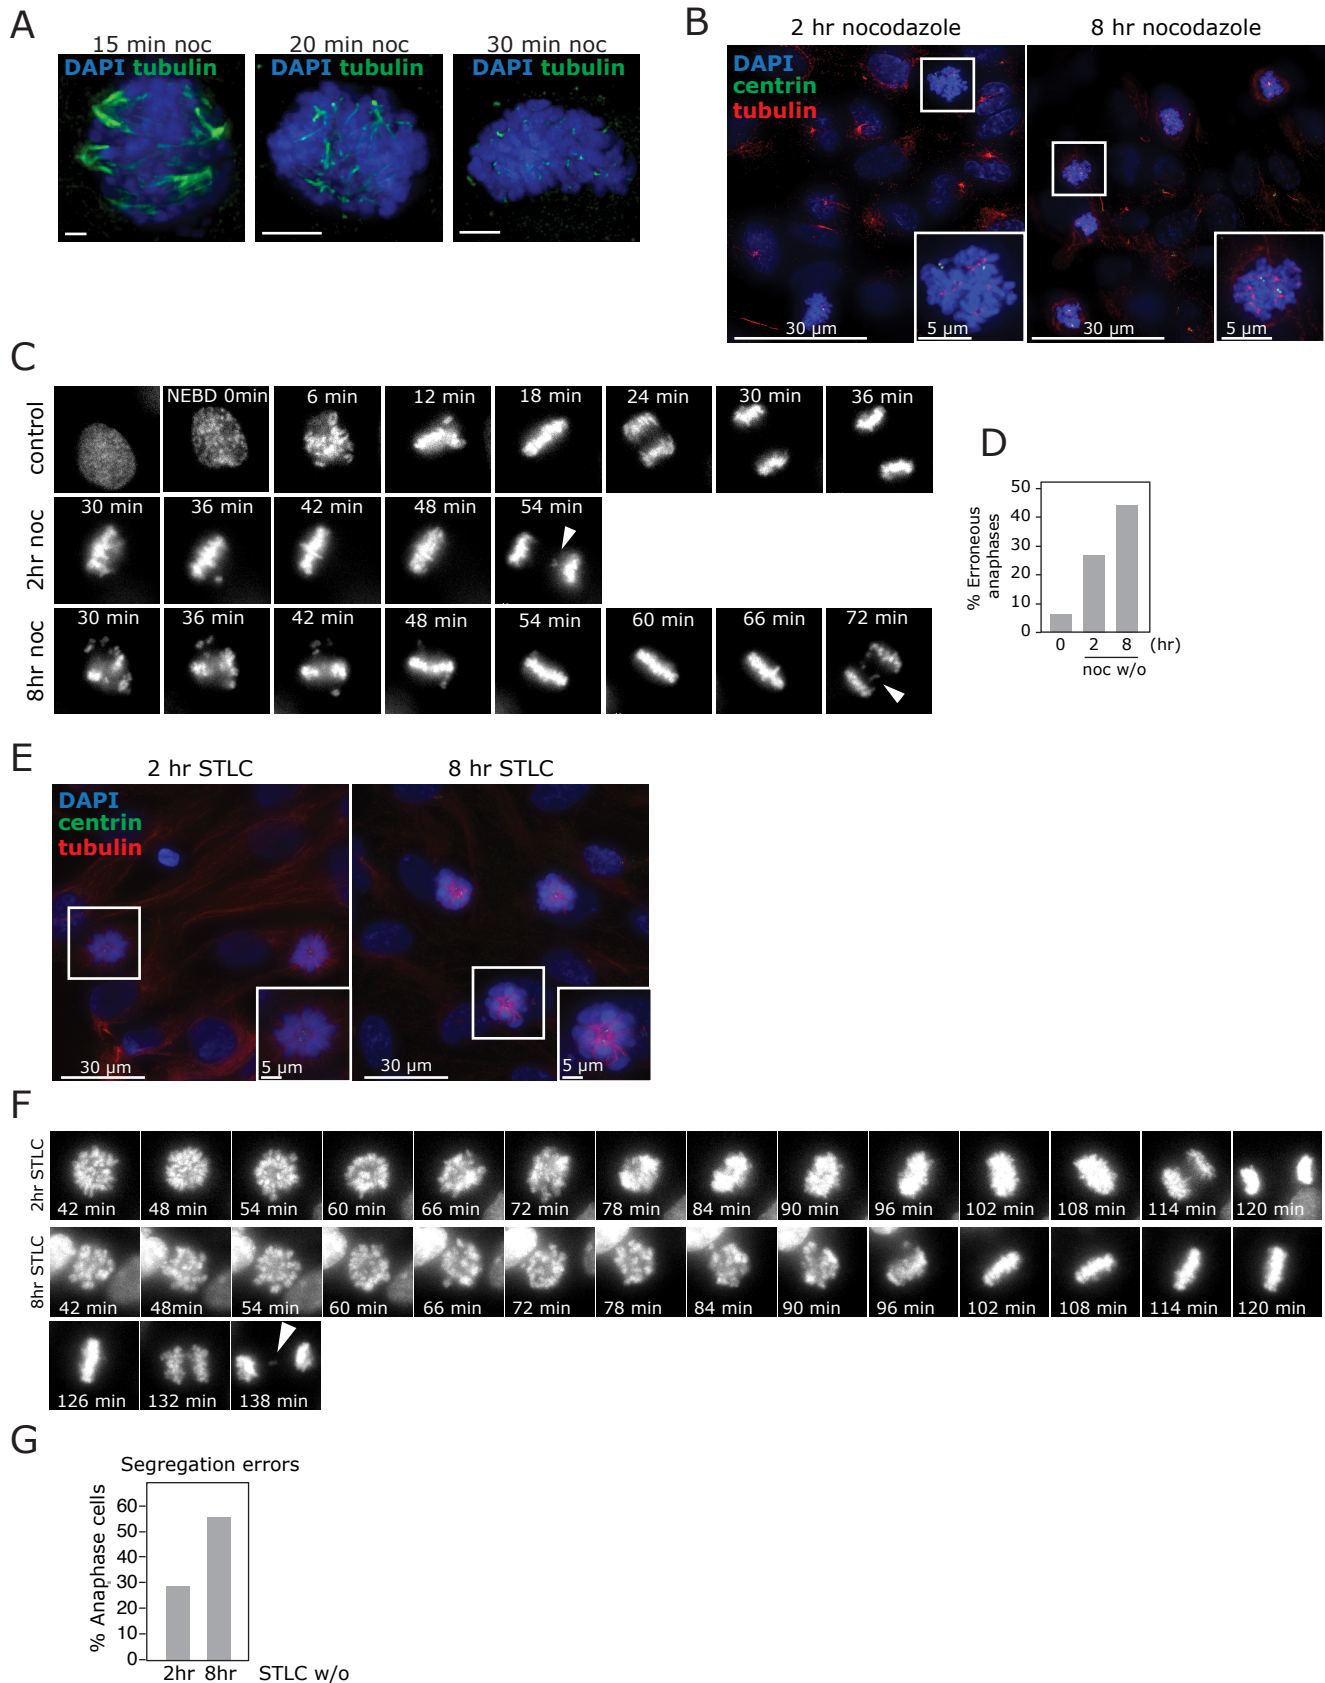 A
15 min noc
20 min noc
30 min noc
DAPI tubulin
DAPI tubulin
DAPI tubulin
B
2 hr nocodazole
8 hr nocodazole
DAPI
centrin
tubulin
30 µm
5 µm
30 µm
5 µm
C
control
NEBD 0min
6 min
12 min
18 min
24 min
30 min
36 min
2hr noc
30 min
36 min
42 min
48 min
54 min
8hr noc
30 min
36 min
42 min
48 min
54 min
60 min
66 min
72 min
D
% Erroneous
anaphases
50
40
30
20
10
0
0 2 8 (hr)
noc w/o
E
2 hr STLC
8 hr STLC
DAPI
centrin
tubulin
30 µm
5 µm
30 µm
5 µm
F
2hr STLC
42 min
48 min
54 min
60 min
66 min
72 min
78 min
84 min
90 min
96 min
102 min
108 min
114 min
120 min
8hr STLC
42 min
48min
54 min
60 min
66 min
72 min
78 min
84 min
90 min
96 min
102 min
108 min
114 min
120 min
126 min
132 min
138 min
G
Segregation errors
% Anaphase cells
60
50
40
30
20
10
0
2hr 8hr STLC w/o